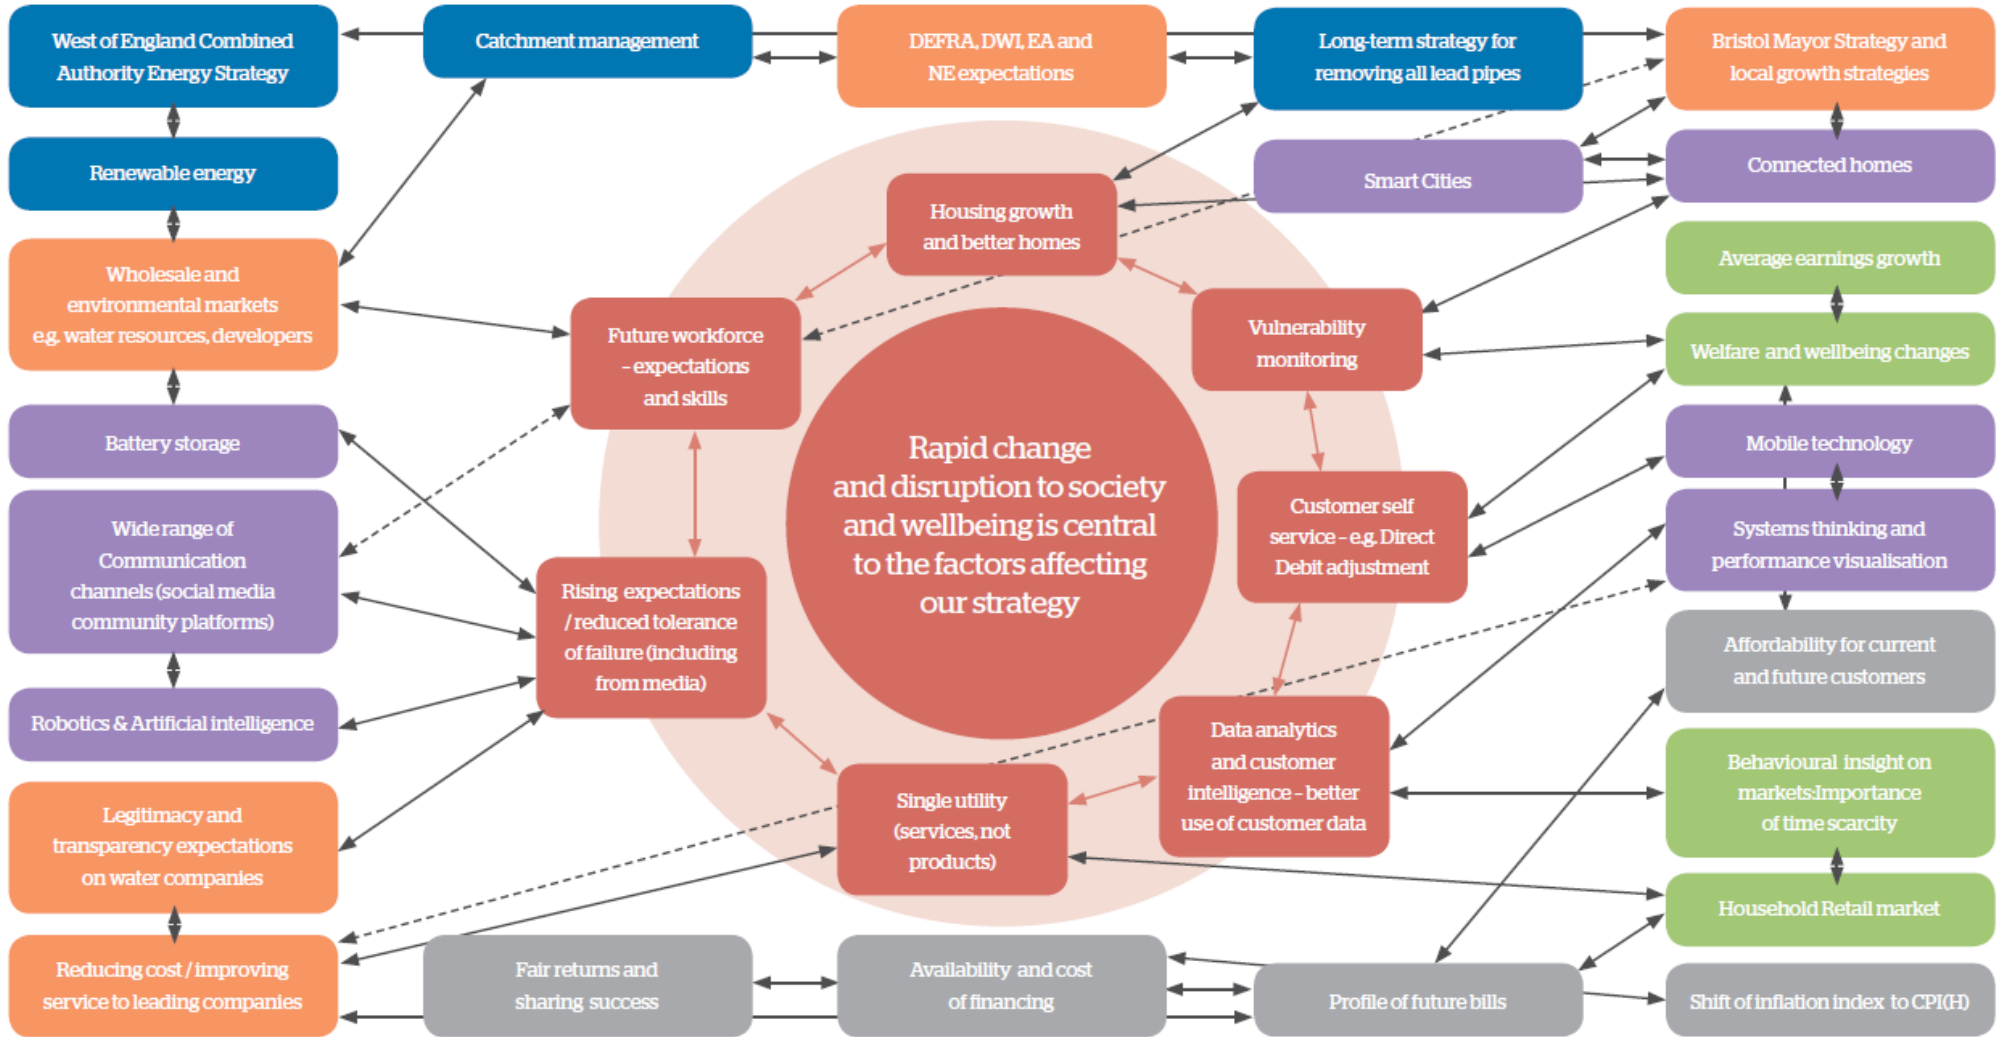 West of England Combined
Authority Energy Strategy
Catchment management
DEFRA, DWI, EA and
NE expectations
Long-term strategy for
removing all lead pipes
Bristol Mayor Strategy and
local growth strategies
Renewable energy
Smart Cities
Connected homes
Housing growth
and better homes
Wholesale and
environmental markets
e.g. water resources, developers
Average earnings growth
Future workforce
– expectations
and skills
Vulnerability
monitoring
Welfare and wellbeing changes
Battery storage
Rapid change
and disruption to society
and wellbeing is central
to the factors affecting
our strategy
Mobile technology
Wide range of
Communication
channels (social media
community platforms)
Customer self
service – e.g. Direct
Debit adjustment
Systems thinking and
performance visualisation
Rising expectations
/ reduced tolerance
of failure (including
from media)
Affordability for current
and future customers
Robotics & Artificial intelligence
Data analytics
and customer
intelligence – better
use of customer data
Behavioural insight on
markets:Importance
of time scarcity
Legitimacy and
transparency expectations
on water companies
Single utility
(services, not
products)
Household Retail market
Reducing cost / improving
service to leading companies
Fair returns and
sharing success
Availability and cost
of financing
Profile of future bills
Shift of inflation index to CPI(H)